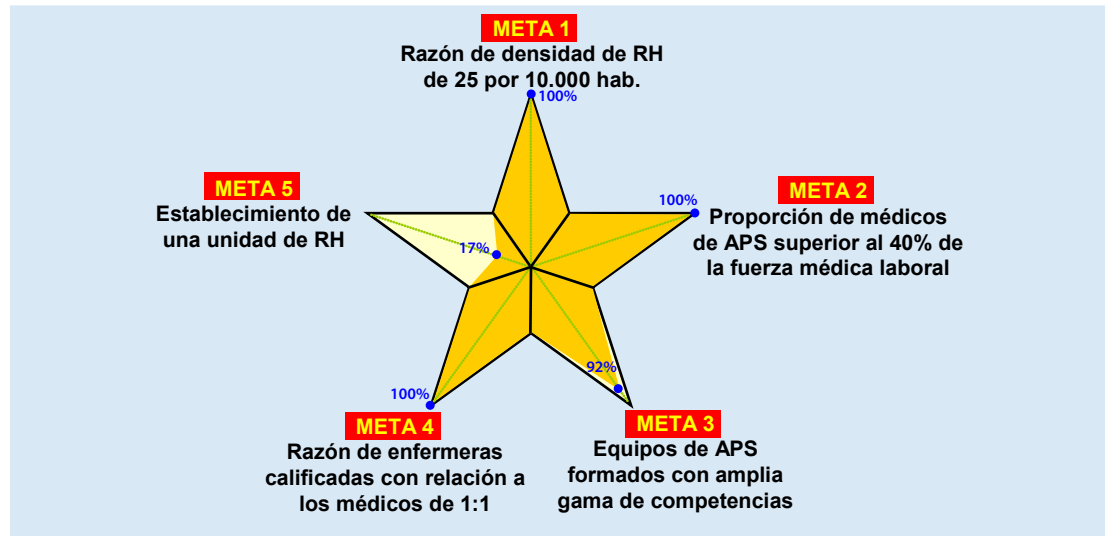 META 1
Razón de densidad de RH
de 25 por 10.000 hab.
100%
META 5
Establecimiento de
una unidad de RH
17%
META 2
100%
Proporción de médicos
de APS superior al 40% de
la fuerza médica laboral
92%
100%
META 4
Razón de enfermeras
calificadas con relación a
los médicos de 1:1
META 3
Equipos de APS
formados con amplia
gama de competencias